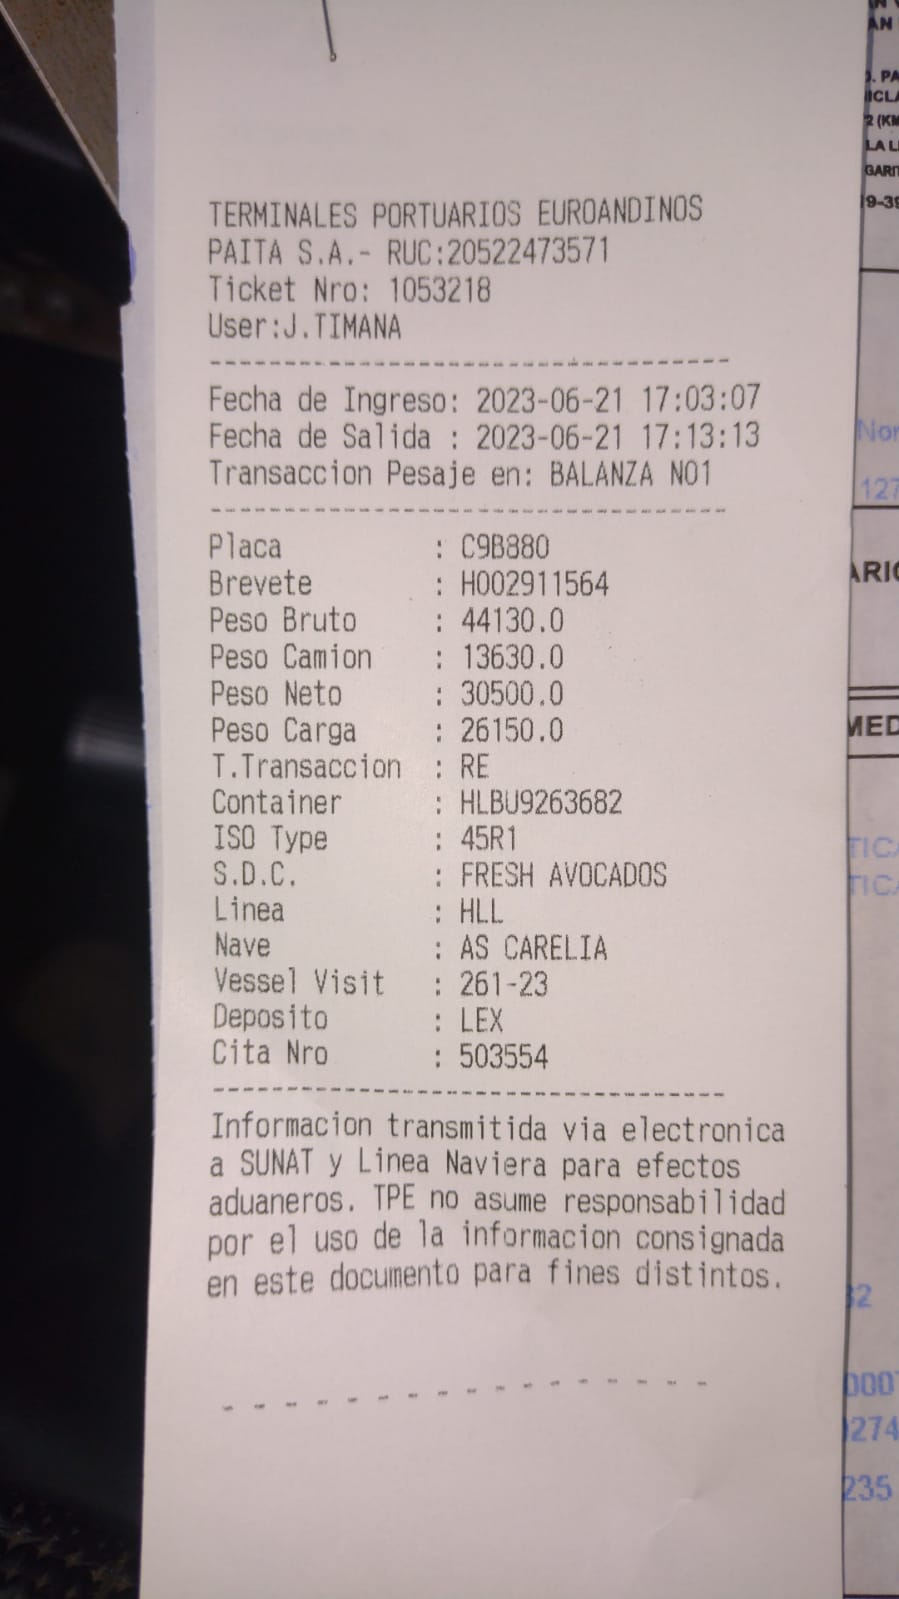 TERMINALES PORTUARIOS EUROANDINOS
PAITA S.A.- RUC:20522473571
Ticket Nro: 1053218
User:J.TIMANA
-----------------------------------
Fecha de Ingreso: 2023-06-21 17:03:07
Fecha de Salida : 2023-06-21 17:13:13
Transaccion Pesaje en: BALANZA NO1
-----------------------------------
Placa : C9B880
Brevete : H002911564
Peso Bruto : 44130.0
Peso Camion : 13630.0
Peso Neto : 30500.0
Peso Carga : 26150.0
T.Transaccion : RE
Container : HLBU9263682
ISO Type : 45R1
S.D.C. : FRESH AVOCADOS
Linea : HLL
Nave : AS CARELIA
Vessel Visit : 261-23
Deposito : LEX
Cita Nro : 503554
-----------------------------------
Informacion transmitida via electronica
a SUNAT y Linea Naviera para efectos
aduaneros. TPE no asume responsabilidad
por el uso de la informacion consignada
en este documento para fines distintos.